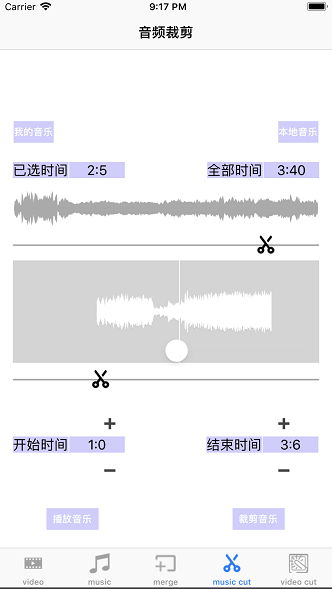 Carrier 9:17 PM
音频裁剪
我的音乐 本地音乐
已选时间 2:5 全部时间 3:40
+ +
开始时间 1:0 结束时间 3:6
− −
播放音乐 裁剪音乐
video music merge music cut video cut